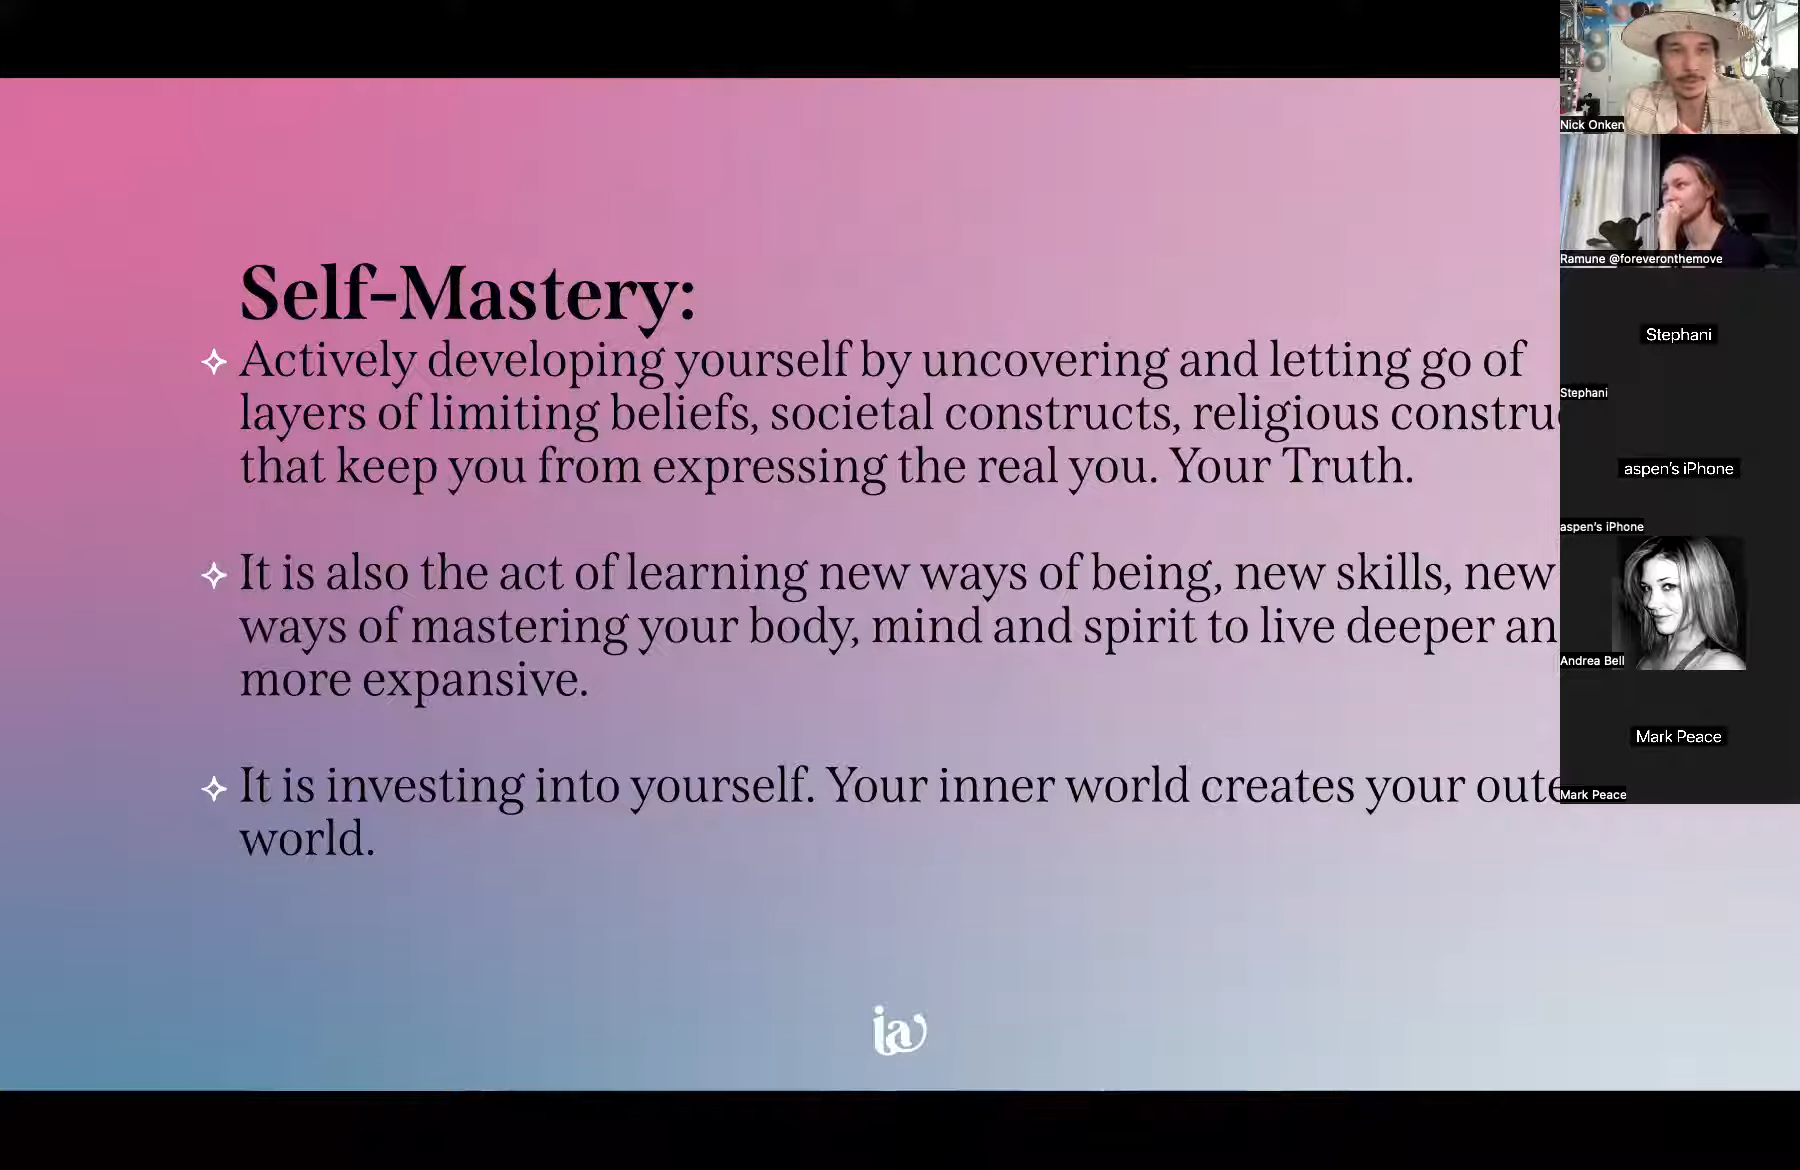 Self-Mastery:
Actively developing yourself by uncovering and letting go of
layers of limiting beliefs, societal constructs, religious constru
that keep you from expressing the real you. Your Truth.
It is also the act of learning new ways of being, new skills, new
ways of mastering your body, mind and spirit to live deeper an
more expansive.
It is investing into yourself. Your inner world creates your oute
world.
ia
Nick Onken
Ramune @foreveronthemove
Stephani
Stephani
aspen's iPhone
aspen's iPhone
Andrea Bell
Mark Peace
Mark Peace